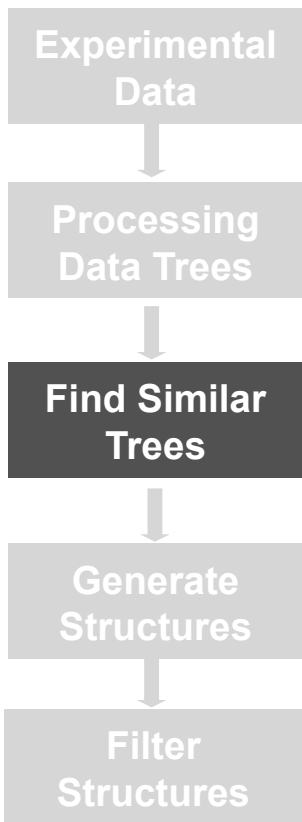 Experimental
Data
Processing
Data Trees
Find Similar
Trees
Generate
Structures
Filter
Structures